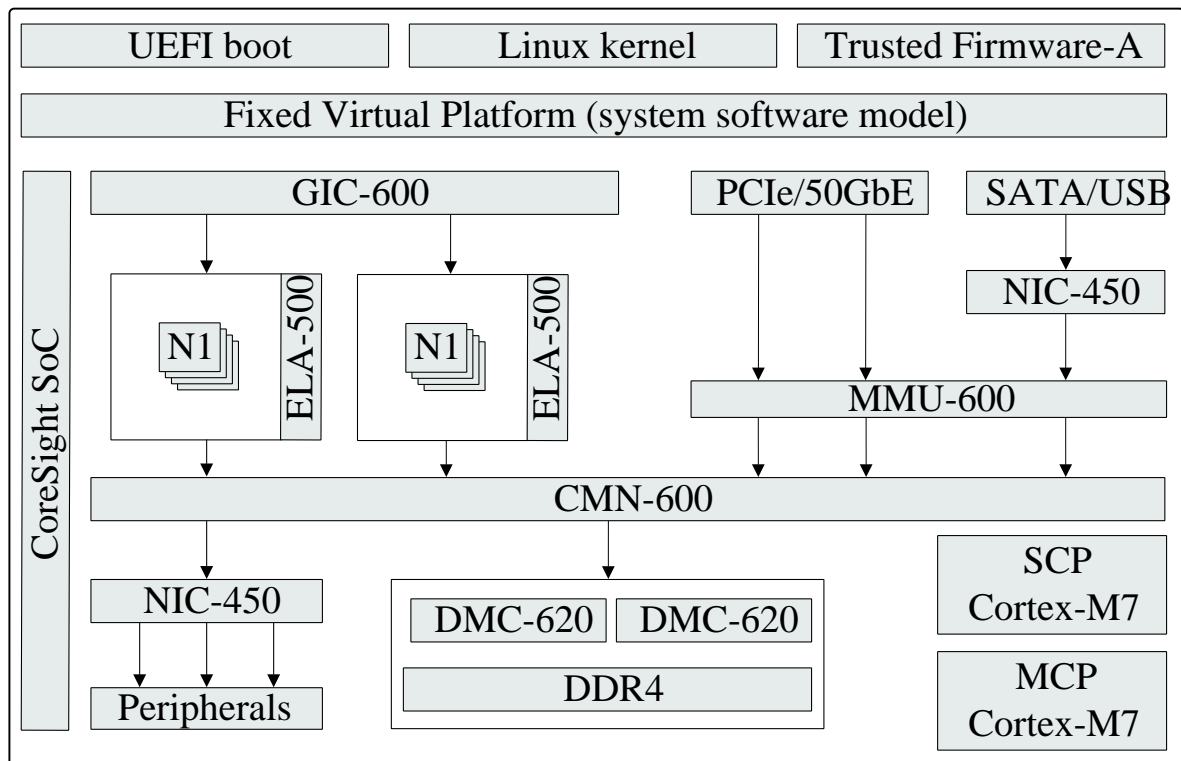 UEFI boot
Linux kernel
Trusted Firmware-A
Fixed Virtual Platform (system software model)
CoreSight SoC
GIC-600
PCIe/50GbE
SATA/USB
NIC-450
N1
ELA-500
N1
ELA-500
MMU-600
CMN-600
NIC-450
Peripherals
DMC-620
DMC-620
DDR4
SCP
Cortex-M7
MCP
Cortex-M7